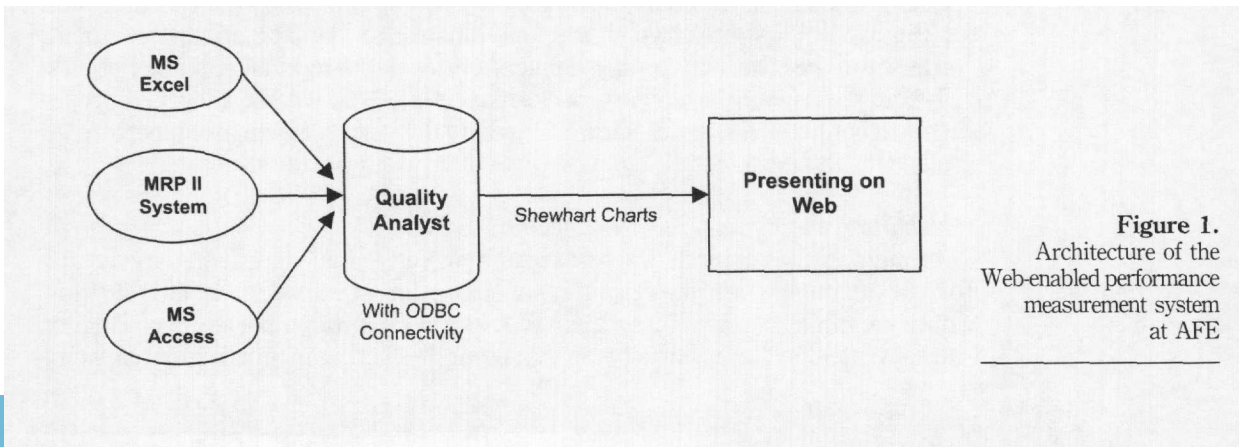 MS
Excel
MRP II
System
MS
Access
Quality
Analyst
With ODBC
Connectivity
Shewhart Charts
Presenting on
Web
Figure 1.
Architecture of the
Web-enabled performance
measurement system
at AFE